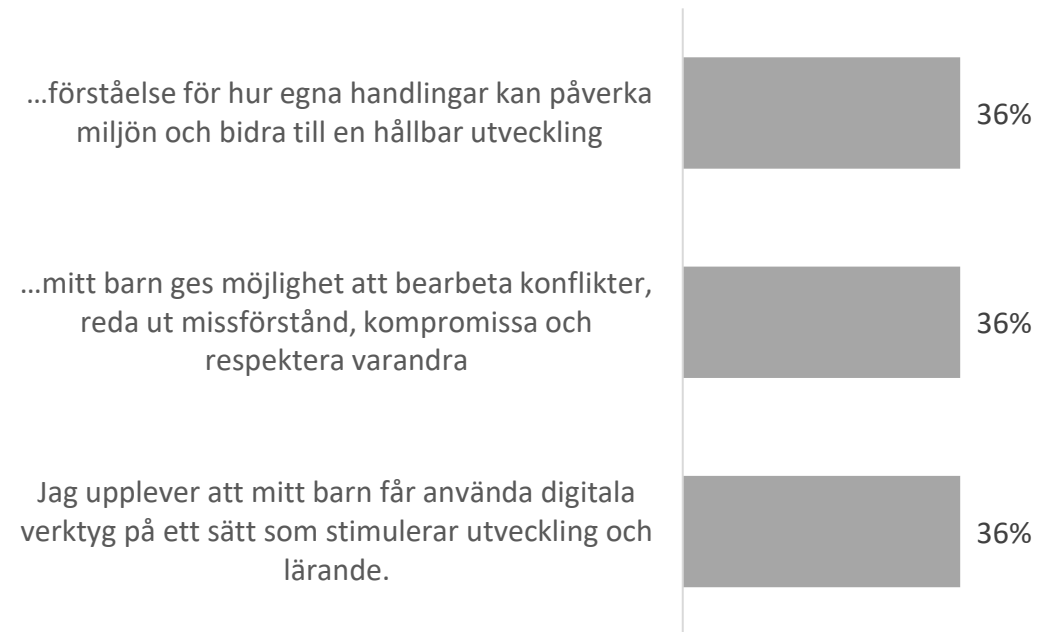 ...förståelse för hur egna handlingar kan påverka
miljön och bidra till en hållbar utveckling
36%
...mitt barn ges möjlighet att bearbeta konflikter,
reda ut missförstånd, kompromissa och
respektera varandra
36%
Jag upplever att mitt barn får använda digitala
verktyg på ett sätt som stimulerar utveckling och
lärande.
36%